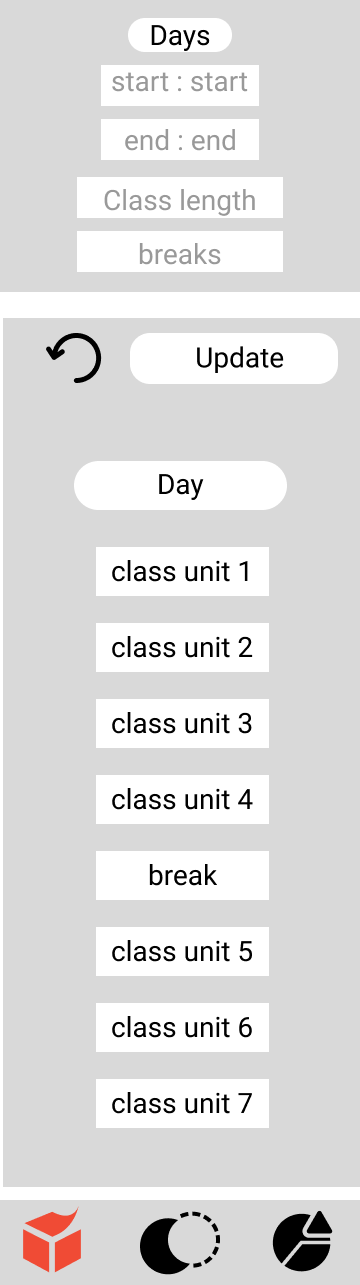 Days
start : start
end : end
Class length
breaks
Update
Day
class unit 1
class unit 2
class unit 3
class unit 4
break
class unit 5
class unit 6
class unit 7